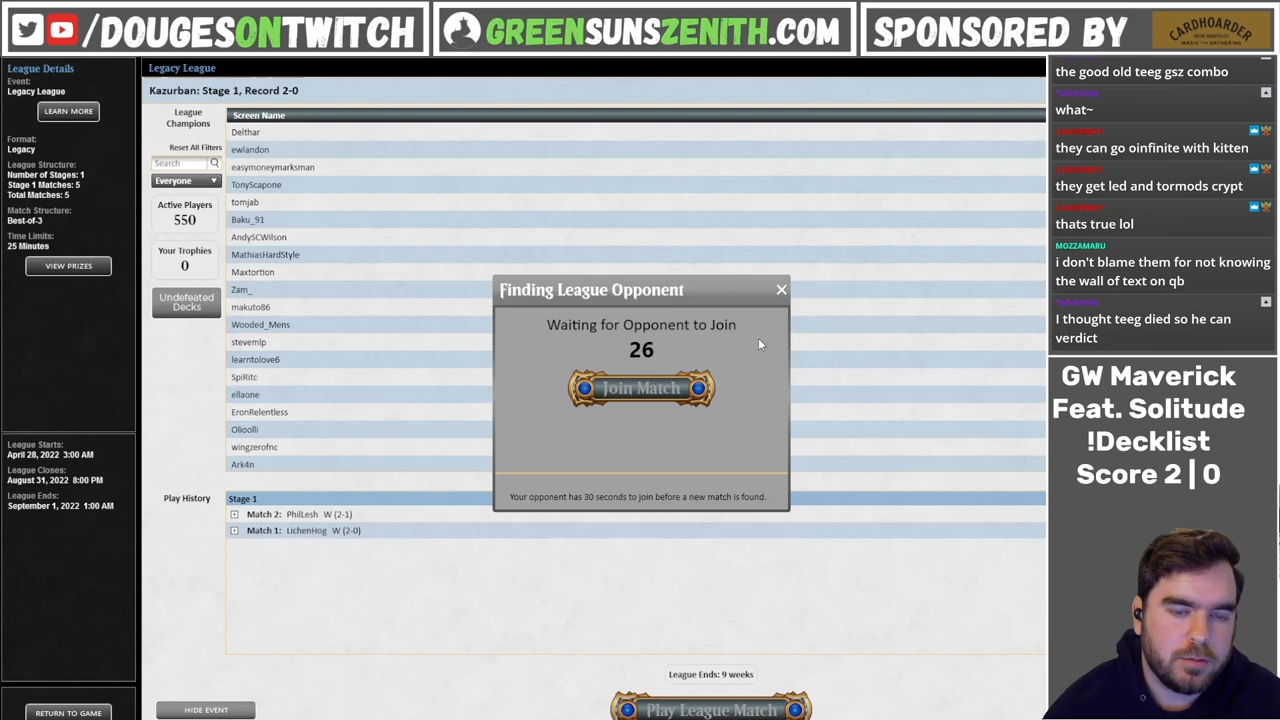 /DOUGESONTWITCH
GREENSUNSZENITH.COM
SPONSORED BY
CARDHOARDER
League Details
Event:
Legacy League
LEARN MORE
Format:
Legacy
League Structure:
Number of Stages: 1
Stage 1 Matches: 5
Total Matches: 5
Match Structure:
Best-of-3
Time Limits:
25 Minutes
VIEW PRIZES
League Starts:
April 28, 2022 3:00 AM
League Closes:
August 31, 2022 8:00 PM
League Ends:
September 1, 2022 1:00 AM
RETURN TO GAME
Legacy League
Kazurban: Stage 1, Record 2-0
League
Champions
Reset All Filters
Search
Everyone
Active Players
550
Your Trophies
0
Undefeated
Decks
Screen Name
Delthar
ewlandon
easymoneymarksman
TonyScapone
tomjab
Baku_91
AndySCWilson
MathiasHardStyle
Maxtortion
Zam_
makuto86
Wooded_Mens
stevemlp
learntolove6
SpiRitc
ellaone
EronRelentless
Olioolli
wingzerofnc
Ark4n
Play History
Stage 1
Match 2: PhilLesh W (2-1)
Match 1: LichenHog W (2-0)
Finding League Opponent
Waiting for Opponent to Join
26
Join Match
Your opponent has 30 seconds to join before a new match is found.
League Ends: 9 weeks
HIDE EVENT
Play League Match
the good old teeg gsz combo
what~
they can go oinfinite with kitten
they get led and tormods crypt
thats true lol
MOZZAMARU
i don't blame them for not knowing
the wall of text on qb
I thought teeg died so he can
verdict
GW Maverick
Feat. Solitude
!Decklist
Score 2 | 0